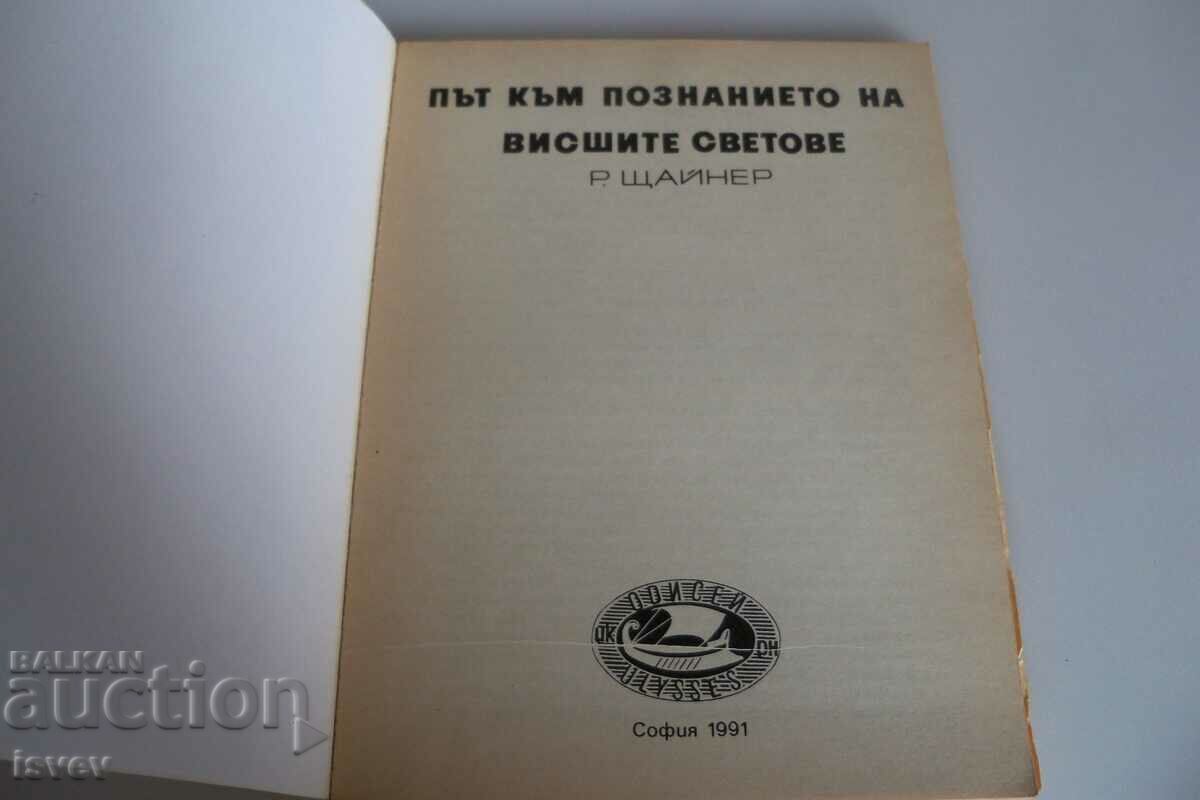 ПЪТ КЪМ ПОЗНАНИЕТО НА
ВИСШИТЕ СВЕТОВЕ
Р. ЩАЙНЕР
ОДИСЕЙ
ULYSSES
София 1991
BALKAN
auction
isvev